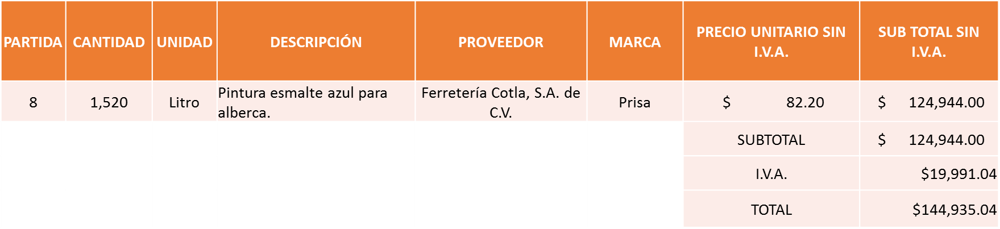 PARTIDA CANTIDAD UNIDAD DESCRIPCIÓN PROVEEDOR MARCA PRECIO UNITARIO SIN I.V.A. SUB TOTAL SIN I.V.A.
8 1,520 Litro Pintura esmalte azul para alberca. Ferretería Cotla, S.A. de C.V. Prisa $ 82.20 $ 124,944.00
SUBTOTAL $ 124,944.00
I.V.A. $19,991.04
TOTAL $144,935.04